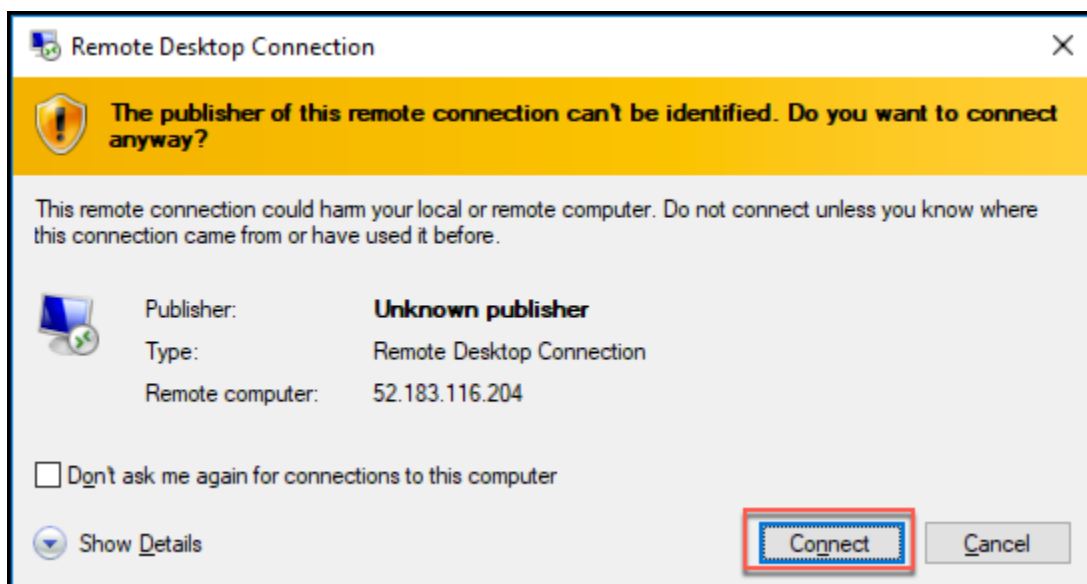 Remote Desktop Connection
The publisher of this remote connection can't be identified. Do you want to connect
anyway?
This remote connection could harm your local or remote computer. Do not connect unless you know where
this connection came from or have used it before.
Publisher: Unknown publisher
Type: Remote Desktop Connection
Remote computer: 52.183.116.204
Don't ask me again for connections to this computer
Show Details Connect Cancel